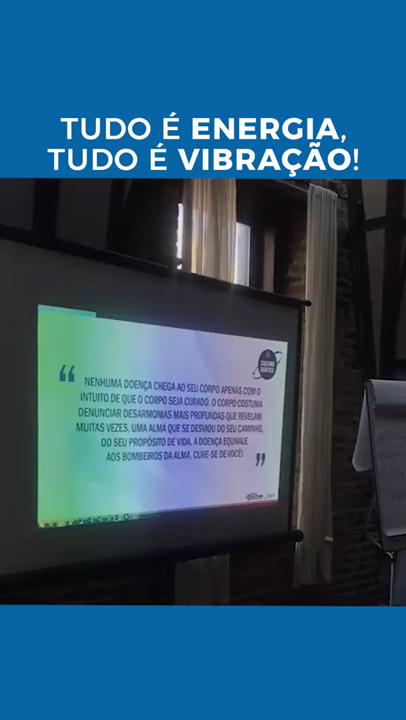 TUDO É ENERGIA,
TUDO É VIBRAÇÃO!
“ NENHUMA DOENÇA CHEGA AO SEU CORPO APENAS COM O
INTUITO DE QUE O CORPO SEJA CURADO. O CORPO COSTUMA
DENUNCIAR DESARMONIAS MAIS PROFUNDAS QUE REVELAM,
MUITAS VEZES, UMA ALMA QUE SE DESVIOU DO SEU CAMINHO,
DO SEU PROPÓSITO DE VIDA. A DOENÇA EQUIVALE
AOS BOMBEIROS DA ALMA. CURE-SE DE VOCÊ! ”